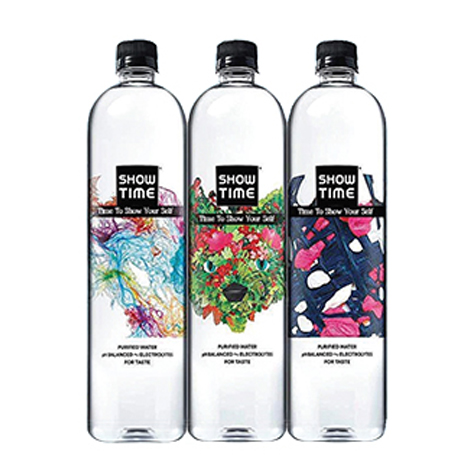 SHOW
TIME
Time To Show Your Self
PURIFIED WATER
pH BALANCED w/ ELECTROLYTES
FOR TASTE
SHOW
TIME
Time To Show Your Self
PURIFIED WATER
pH BALANCED w/ ELECTROLYTES
FOR TASTE
SHOW
TIME
Time To Show Your Self
PURIFIED WATER
pH BALANCED w/ ELECTROLYTES
FOR TASTE